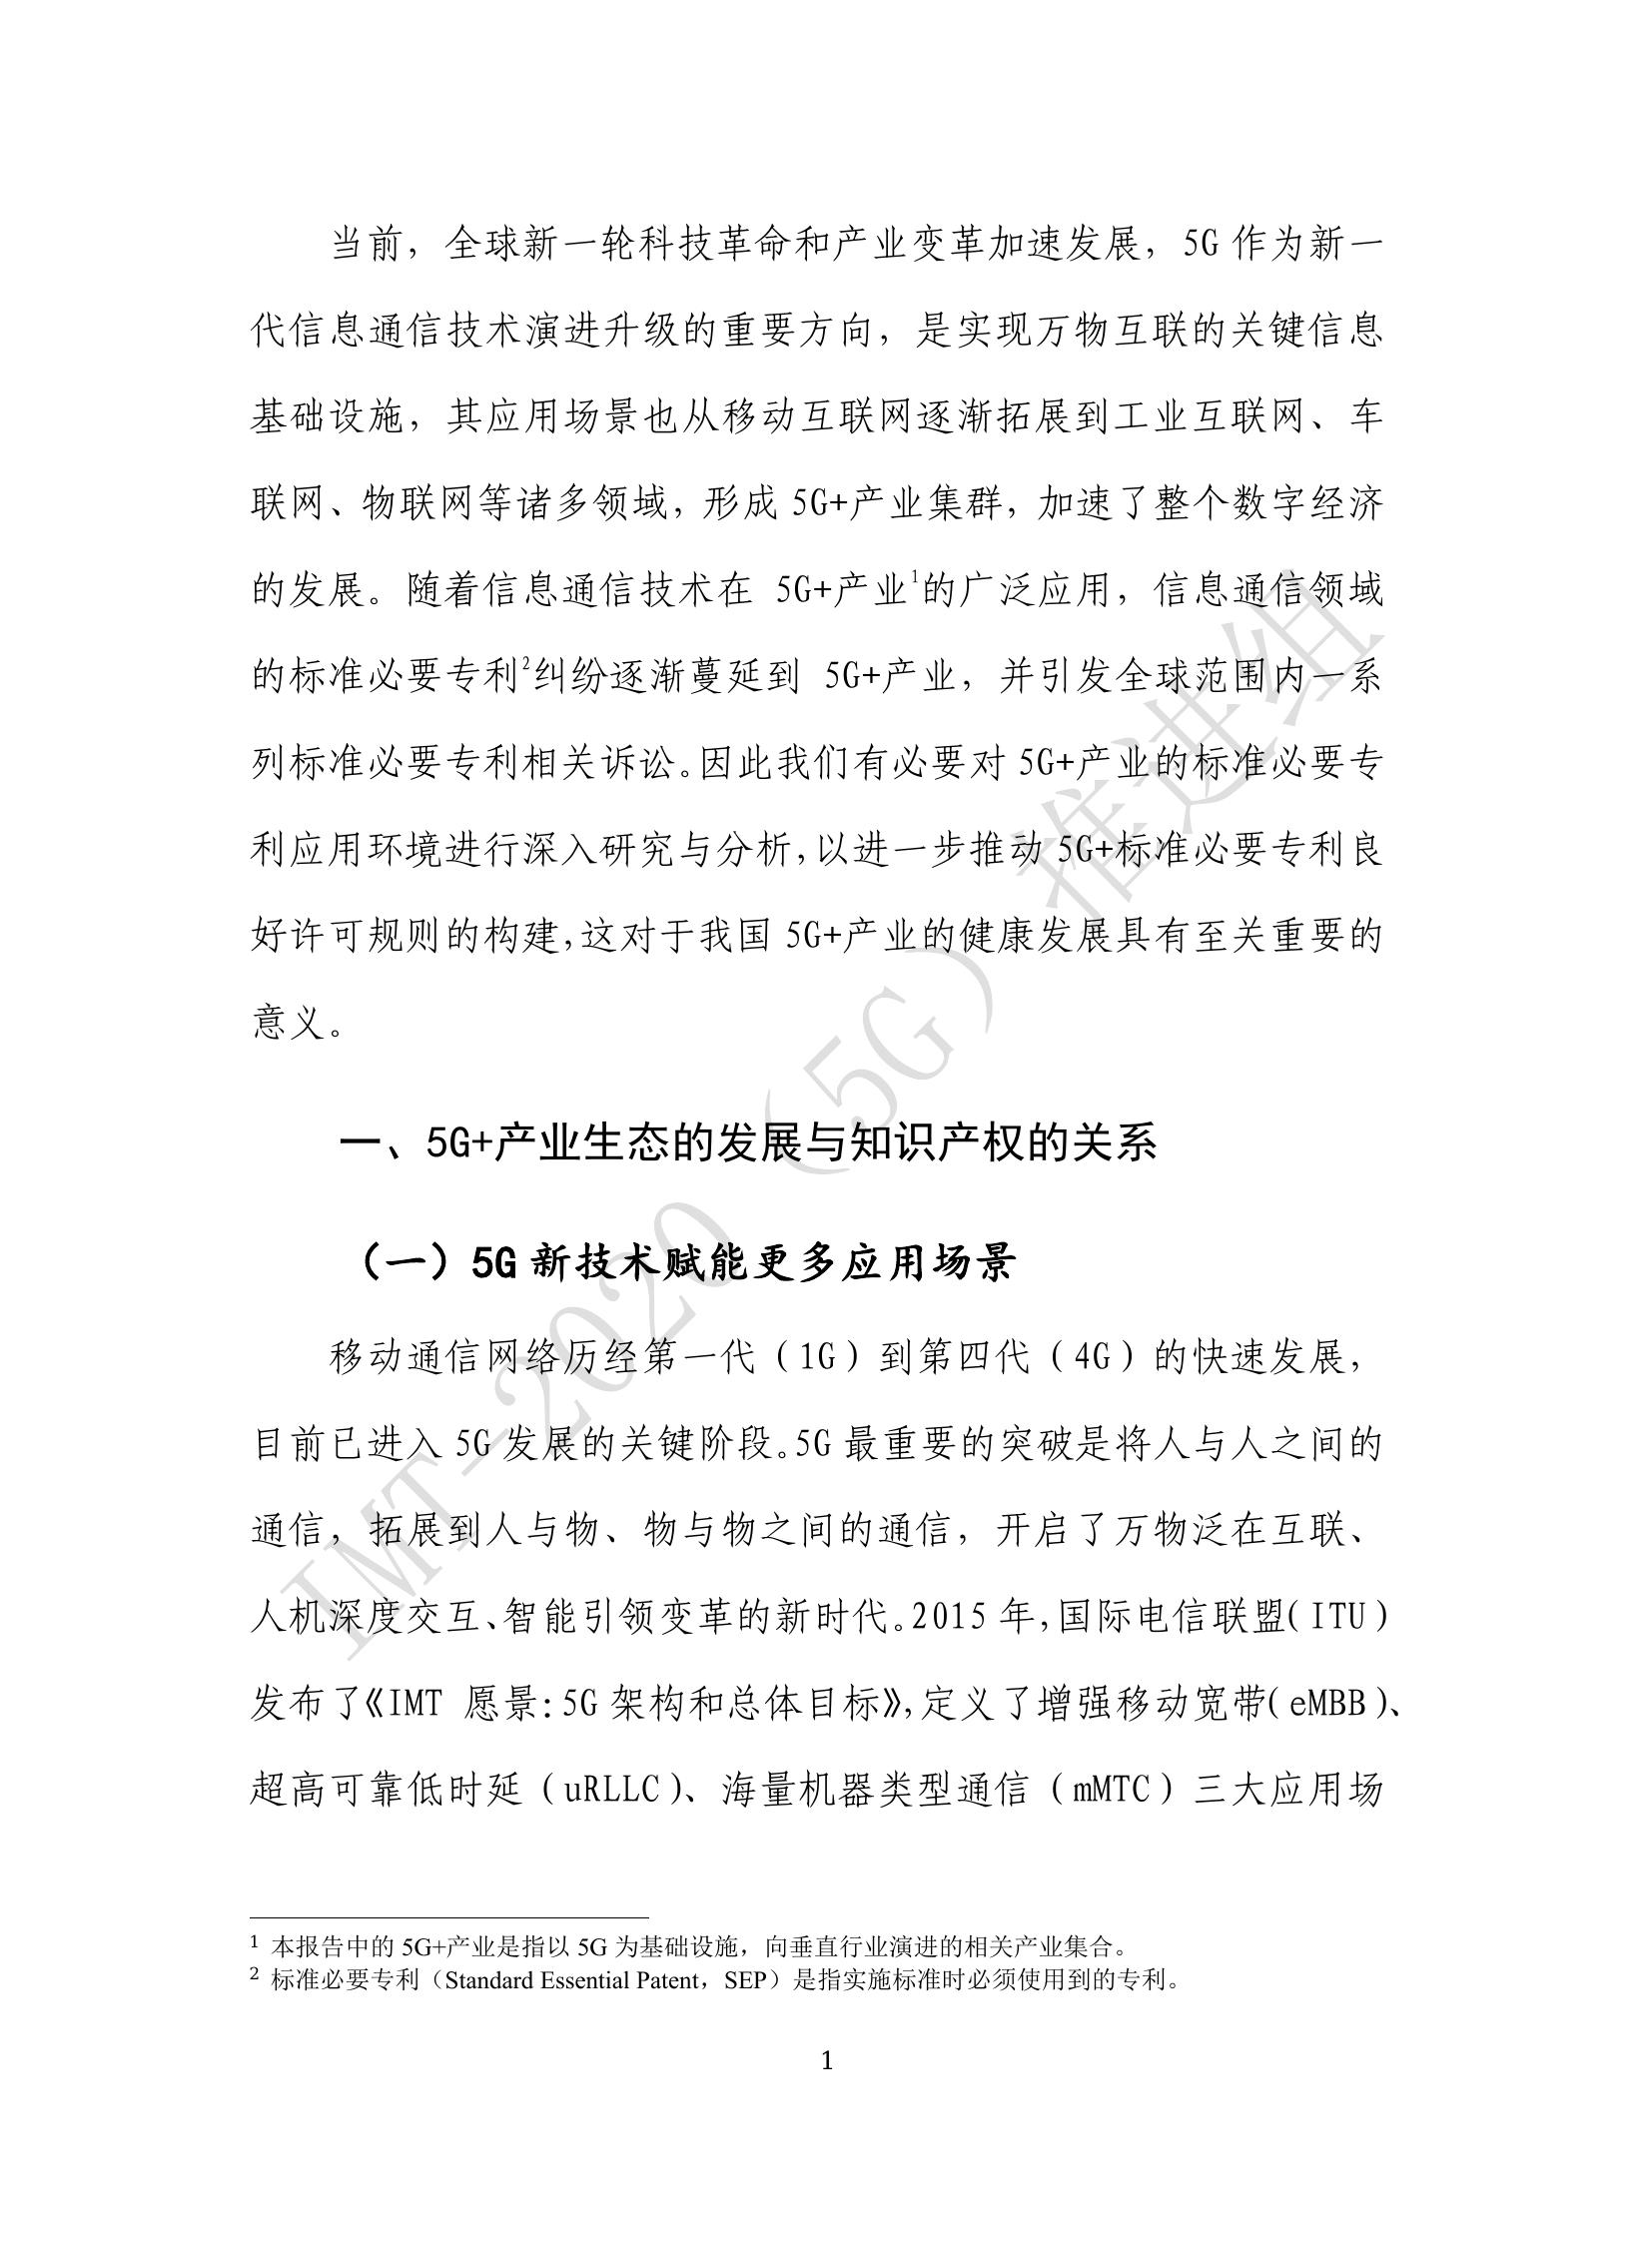 当前，全球新一轮科技革命和产业变革加速发展，5G 作为新一
代信息通信技术演进升级的重要方向，是实现万物互联的关键信息
基础设施，其应用场景也从移动互联网逐渐拓展到工业互联网、车
联网、物联网等诸多领域，形成 5G+产业集群，加速了整个数字经济
的发展。随着信息通信技术在 5G+产业1的广泛应用，信息通信领域
的标准必要专利2纠纷逐渐蔓延到 5G+产业，并引发全球范围内一系
列标准必要专利相关诉讼。因此我们有必要对 5G+产业的标准必要专
利应用环境进行深入研究与分析，以进一步推动 5G+标准必要专利良
好许可规则的构建，这对于我国 5G+产业的健康发展具有至关重要的
意义。
一、5G+产业生态的发展与知识产权的关系
（一）5G 新技术赋能更多应用场景
移动通信网络历经第一代（1G）到第四代（4G）的快速发展，
目前已进入 5G 发展的关键阶段。5G 最重要的突破是将人与人之间的
通信，拓展到人与物、物与物之间的通信，开启了万物泛在互联、
人机深度交互、智能引领变革的新时代。2015 年，国际电信联盟（ITU）
发布了《IMT 愿景：5G 架构和总体目标》，定义了增强移动宽带（eMBB）、
超高可靠低时延（uRLLC）、海量机器类型通信（mMTC）三大应用场
1 本报告中的 5G+产业是指以 5G 为基础设施，向垂直行业演进的相关产业集合。
2 标准必要专利（Standard Essential Patent，SEP）是指实施标准时必须使用到的专利。
1
IMT-2020（5G）推进组